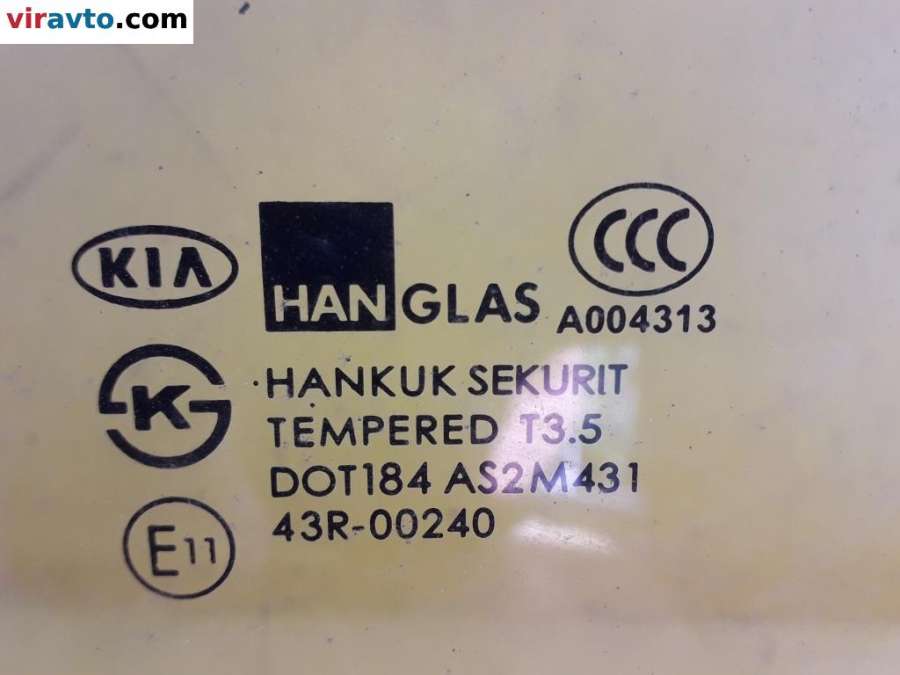 viravto.com
KIA
HANGLAS
CCC
A004313
K
HANKUK SEKURIT
TEMPERED T3.5
DOT184 AS2M431
43R-00240
E11